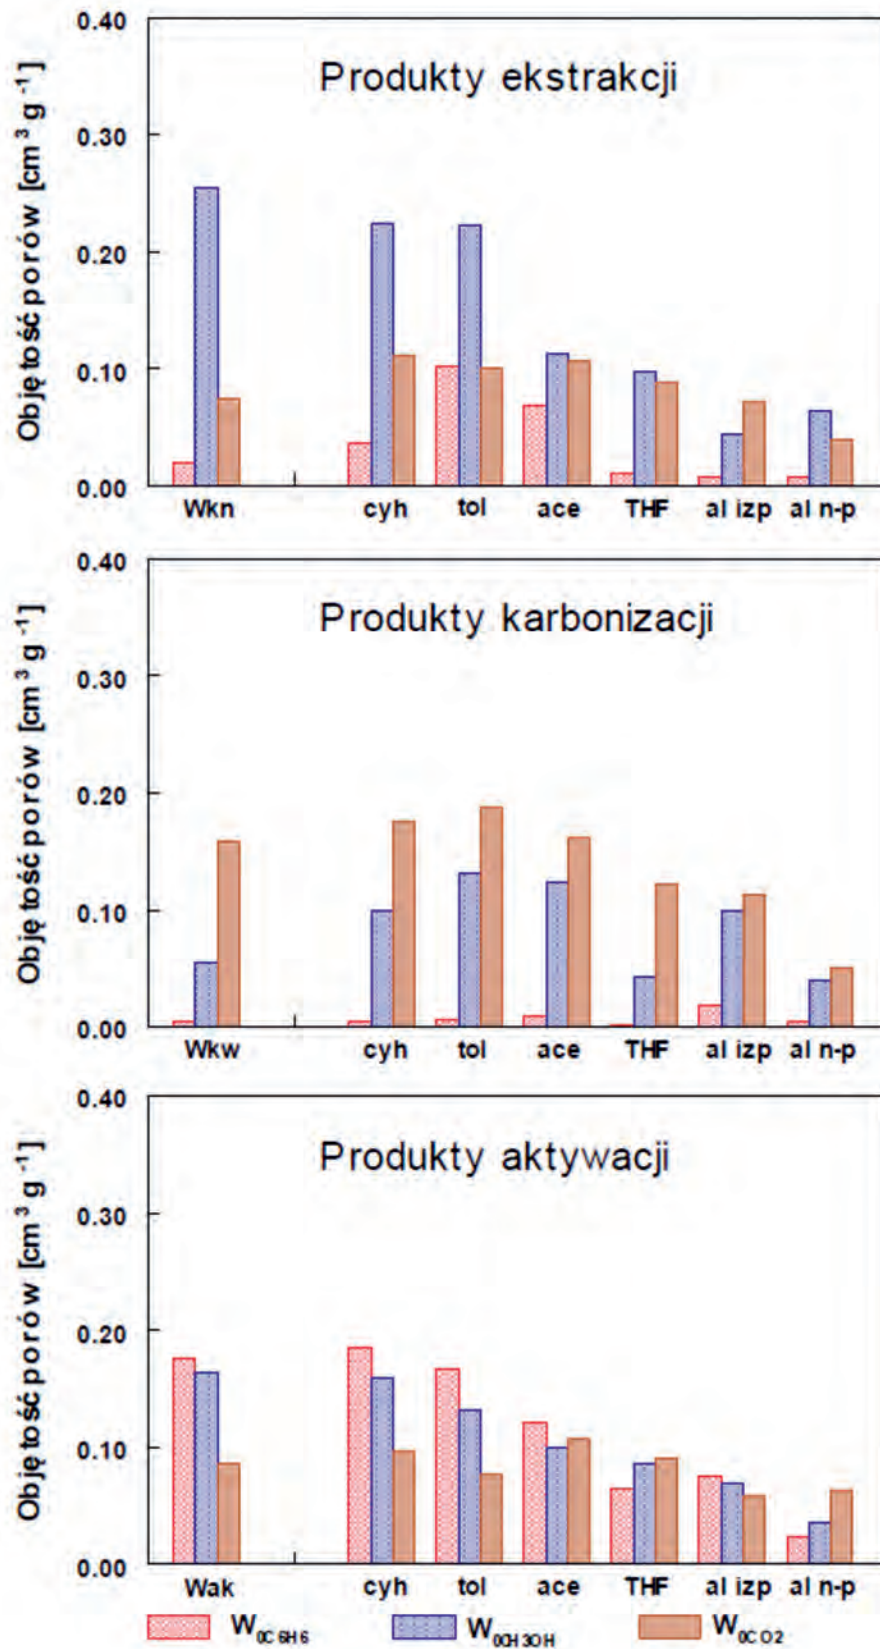 Produkty ekstrakcji
Objętość porów [cm³ g⁻¹]
0.40
0.30
0.20
0.10
0.00
Wkn cyh tol ace THF al izp al n-p
Produkty karbonizacji
Objętość porów [cm³ g⁻¹]
0.40
0.30
0.20
0.10
0.00
Wkw cyh tol ace THF al izp al n-p
Produkty aktywacji
Objętość porów [cm³ g⁻¹]
0.40
0.30
0.20
0.10
0.00
Wak cyh tol ace THF al izp al n-p
W₀C6H6 W₀CH3OH W₀CO2